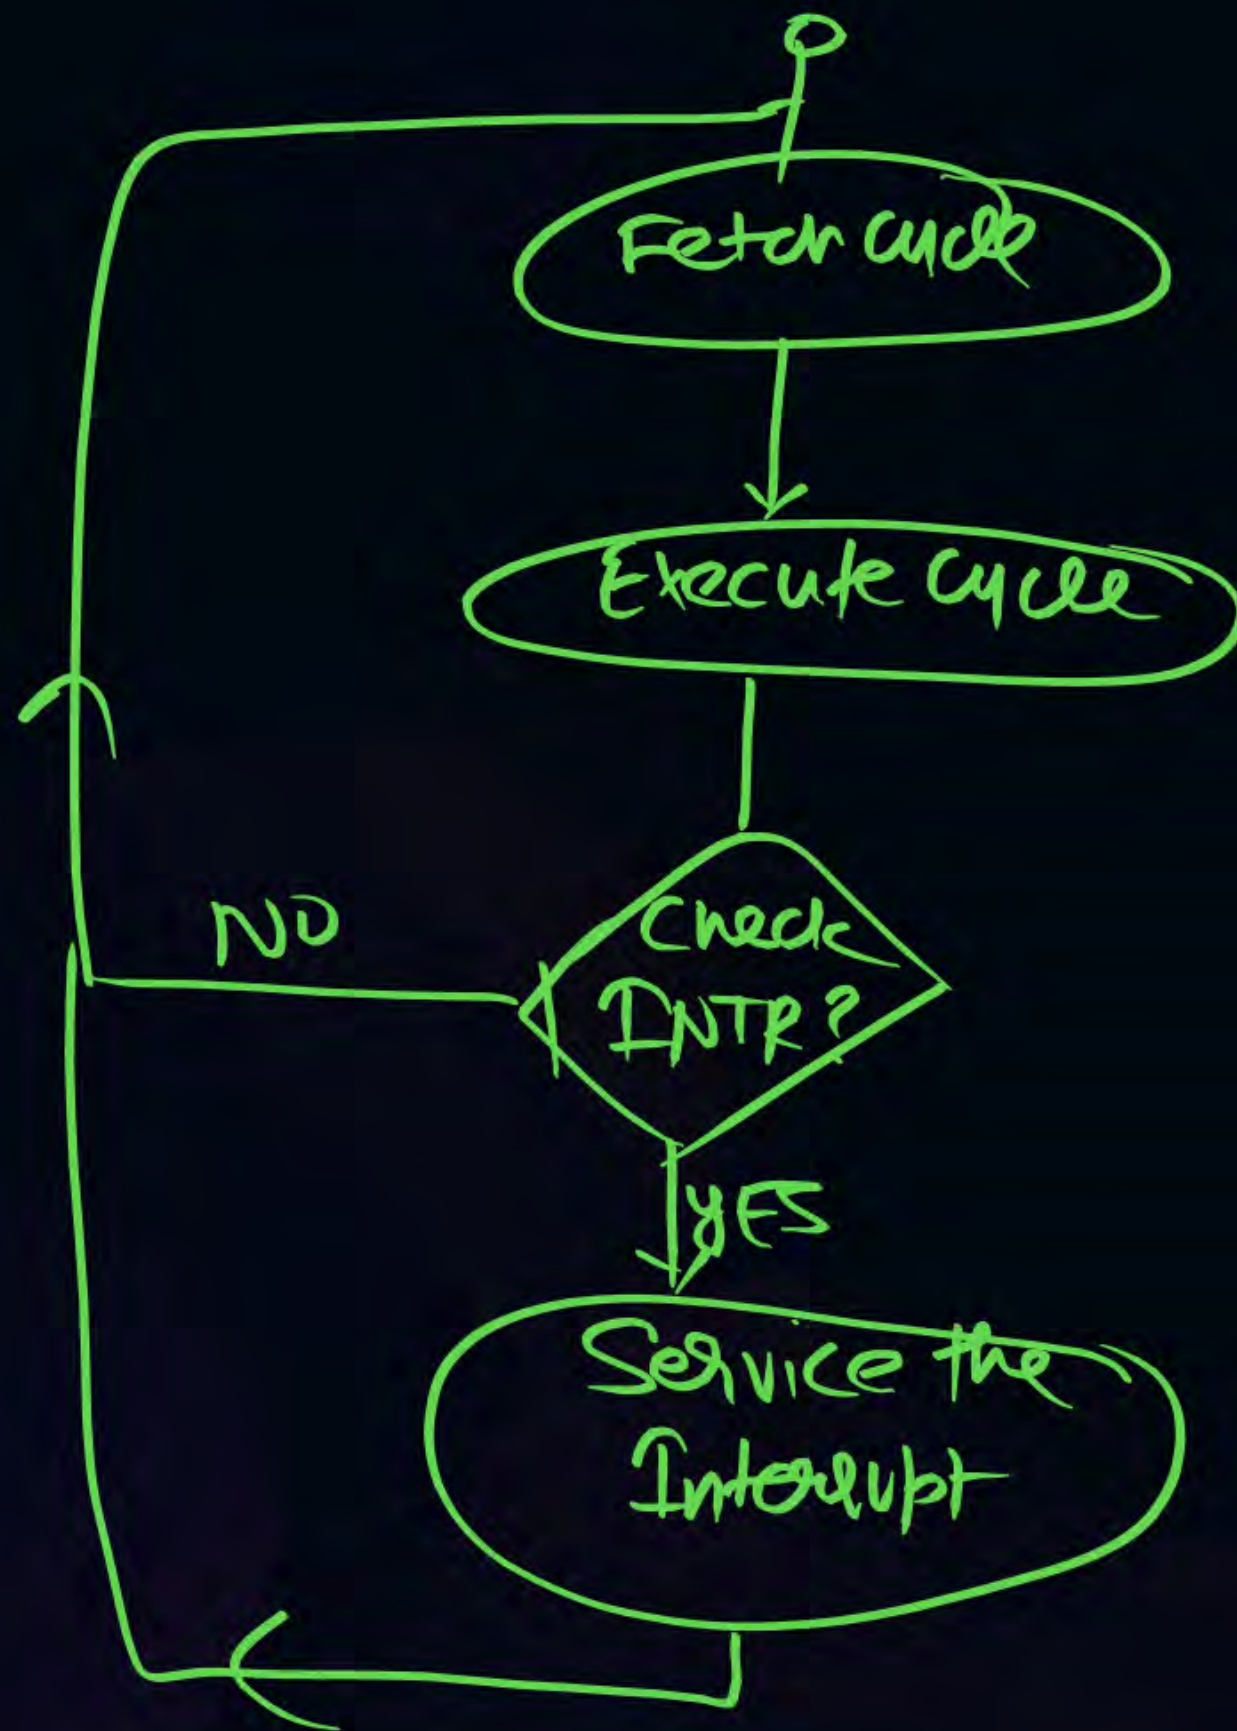 Fetch cycle
Execute cycle
Check
INTR?
NO
YES
Service the
Interrupt